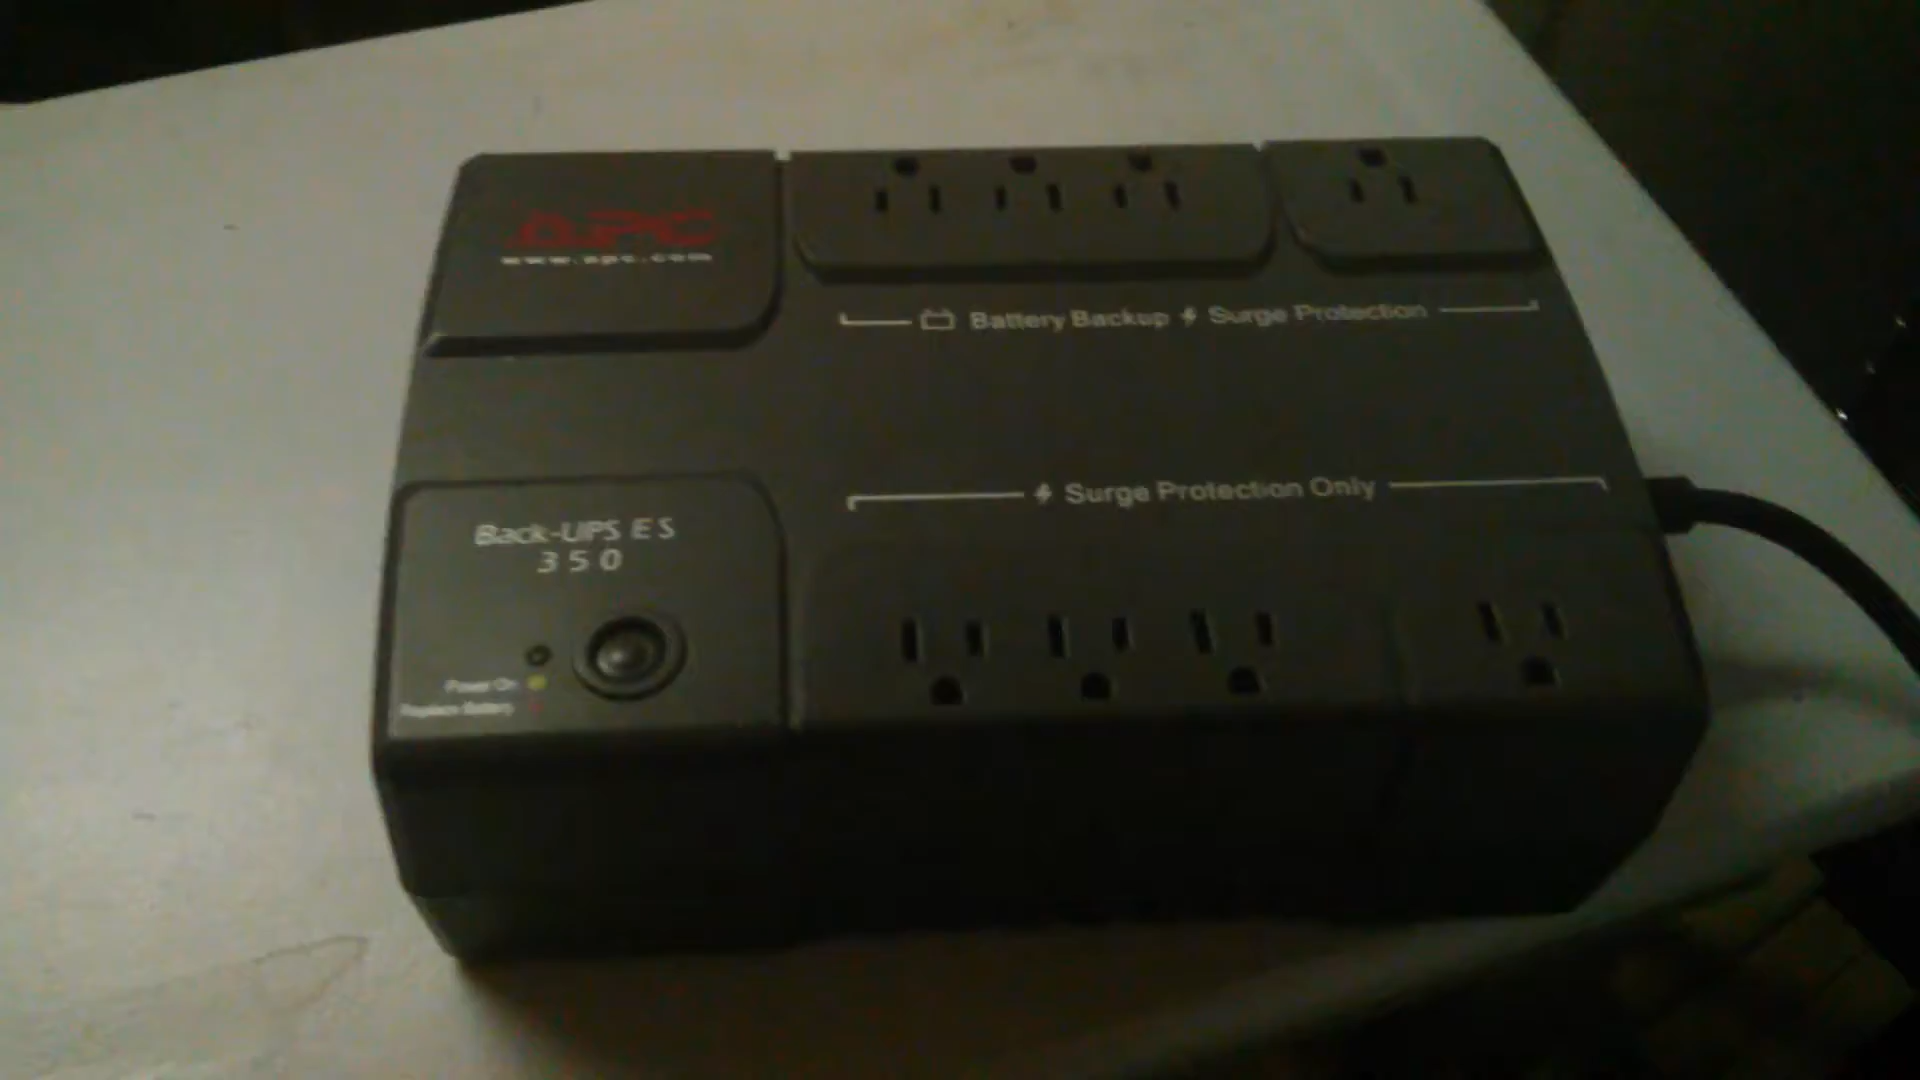 APC
www.apc.com
Battery Backup Surge Protection
Surge Protection Only
Back-UPS ES
350
Power On
Replace Battery